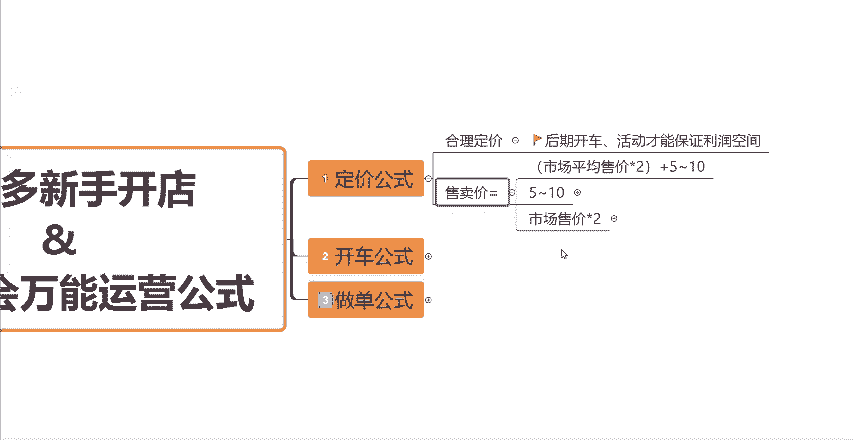 多新手开店
&
会万能运营公式
1 定价公式
合理定价
后期开车、活动才能保证利润空间
售卖价=
（市场平均售价*2）+5~10
5~10
市场售价*2
2 开车公式
3 做单公式